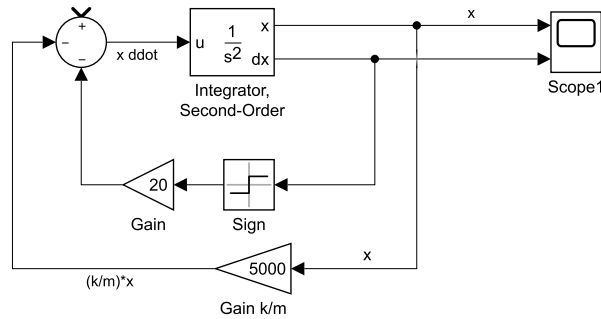 +
−
−
x ddot
u
1
s2
x
dx
Integrator,
Second-Order
x
Scope1
20
Gain
Sign
x
5000
(k/m)*x
Gain k/m